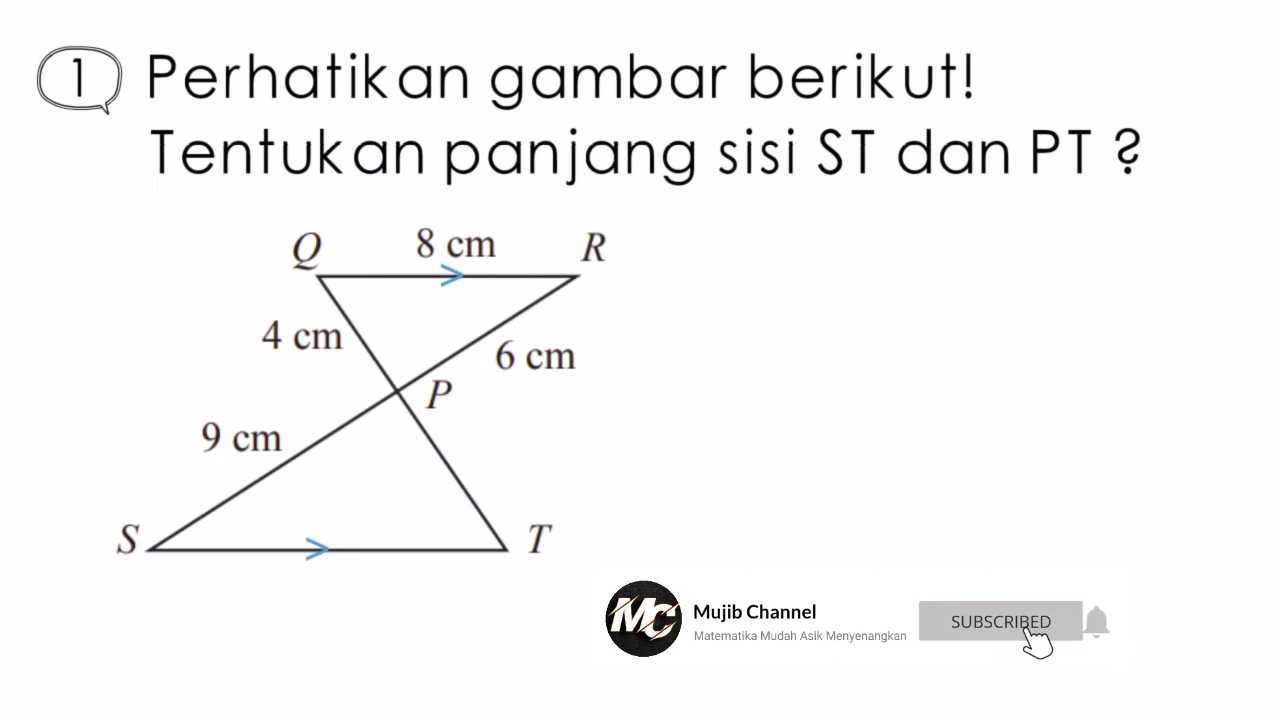 1 Perhatikan gambar berikut!
Tentukan panjang sisi ST dan PT ?
Q 8 cm R
4 cm
6 cm
P
9 cm
S T
MC Mujib Channel
Matematika Mudah Asik Menyenangkan
SUBSCRIBED